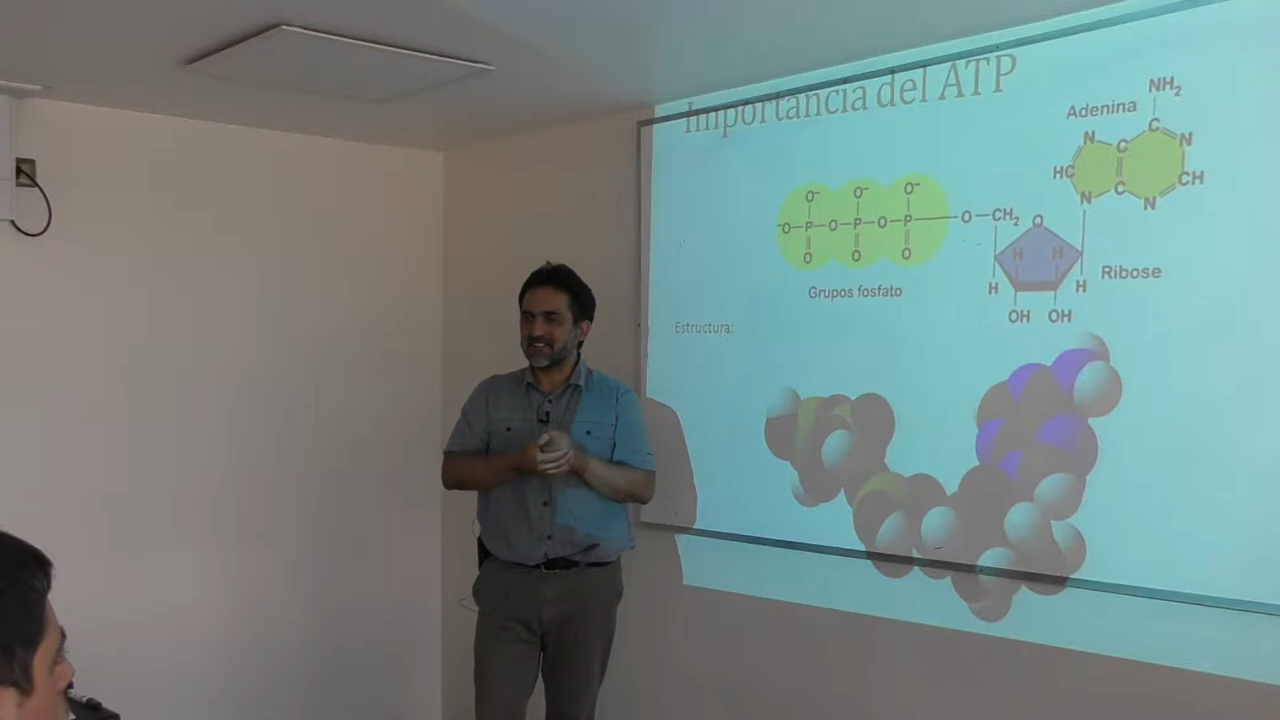 Importancia del ATP
NH2
Adenina
N
C
N
C
HC
CH
C
N
N
O⁻
O⁻
O⁻
⁻O—P—O—P—O—P—O—CH2
O
O
O
O
H
H
H
H
Ribose
OH
OH
Grupos fosfato
Estructura: